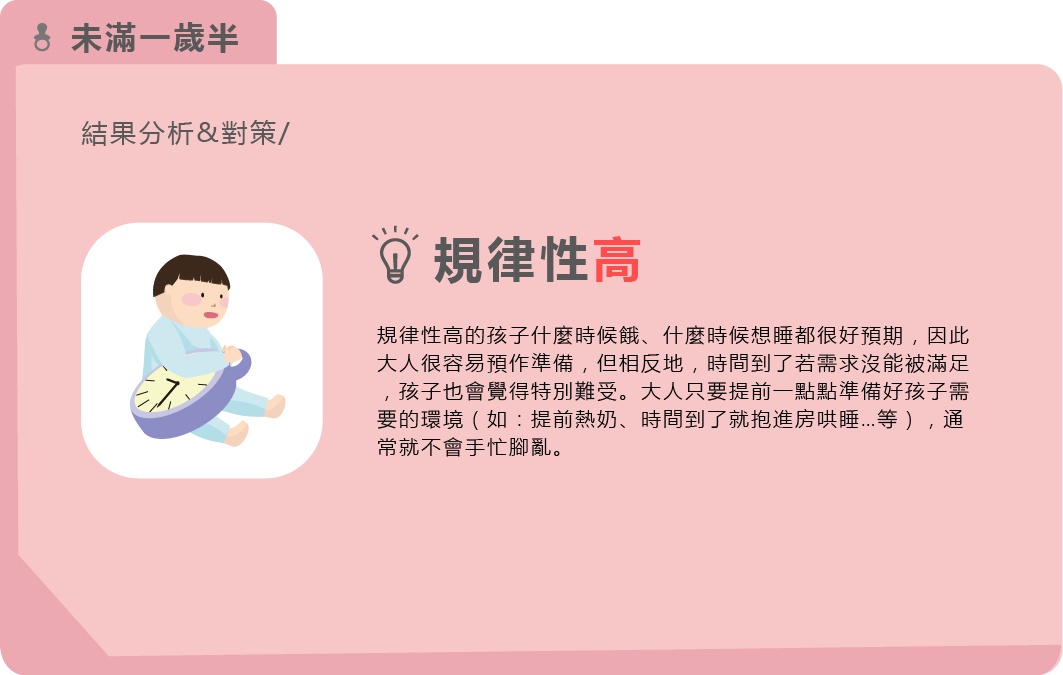 未滿一歲半
結果分析&對策/
規律性高
規律性高的孩子什麼時候餓、什麼時候想睡都很好預期，因此
大人很容易預作準備，但相反地，時間到了若需求沒能被滿足
，孩子也會覺得特別難受。大人只要提前一點點準備好孩子需
要的環境（如：提前熱奶、時間到了就抱進房哄睡...等），通
常就不會手忙腳亂。